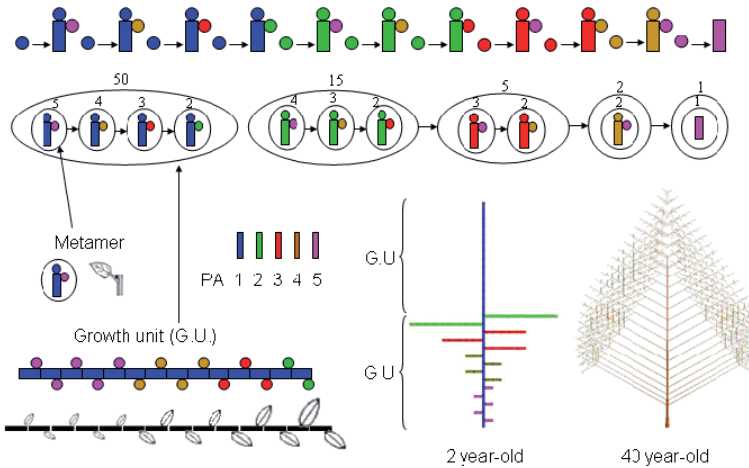 50 15 5 2 1
5 4 3 2 4 3 2 3 2 2 1
Metamer
PA 1 2 3 4 5
Growth unit (G.U.)
G.U
G U
2 year-old 40 year-old